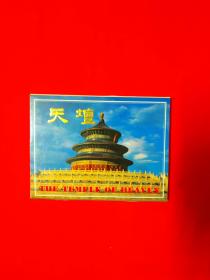 天壇
THE TEMPLE OF HEAVEN